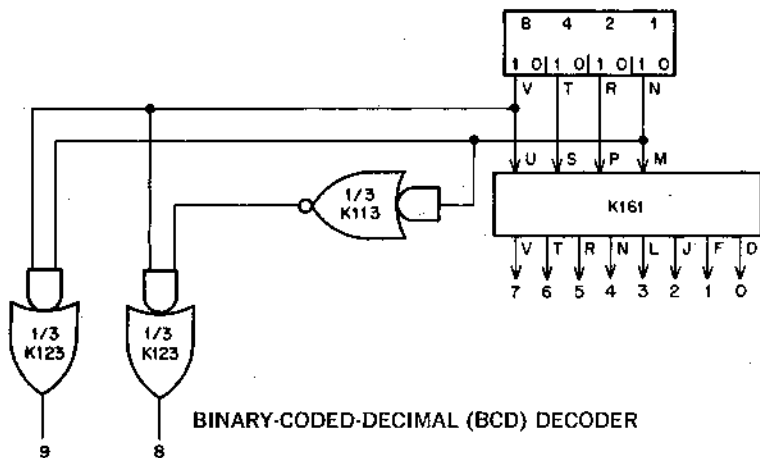 8 4 2 1
1 0 1 0 1 0 1 0
V T R N
U S P M
1/3
K113
K161
V T R N L J F D
7 6 5 4 3 2 1 0
1/3
K123
1/3
K123
BINARY-CODED-DECIMAL (BCD) DECODER
9 8